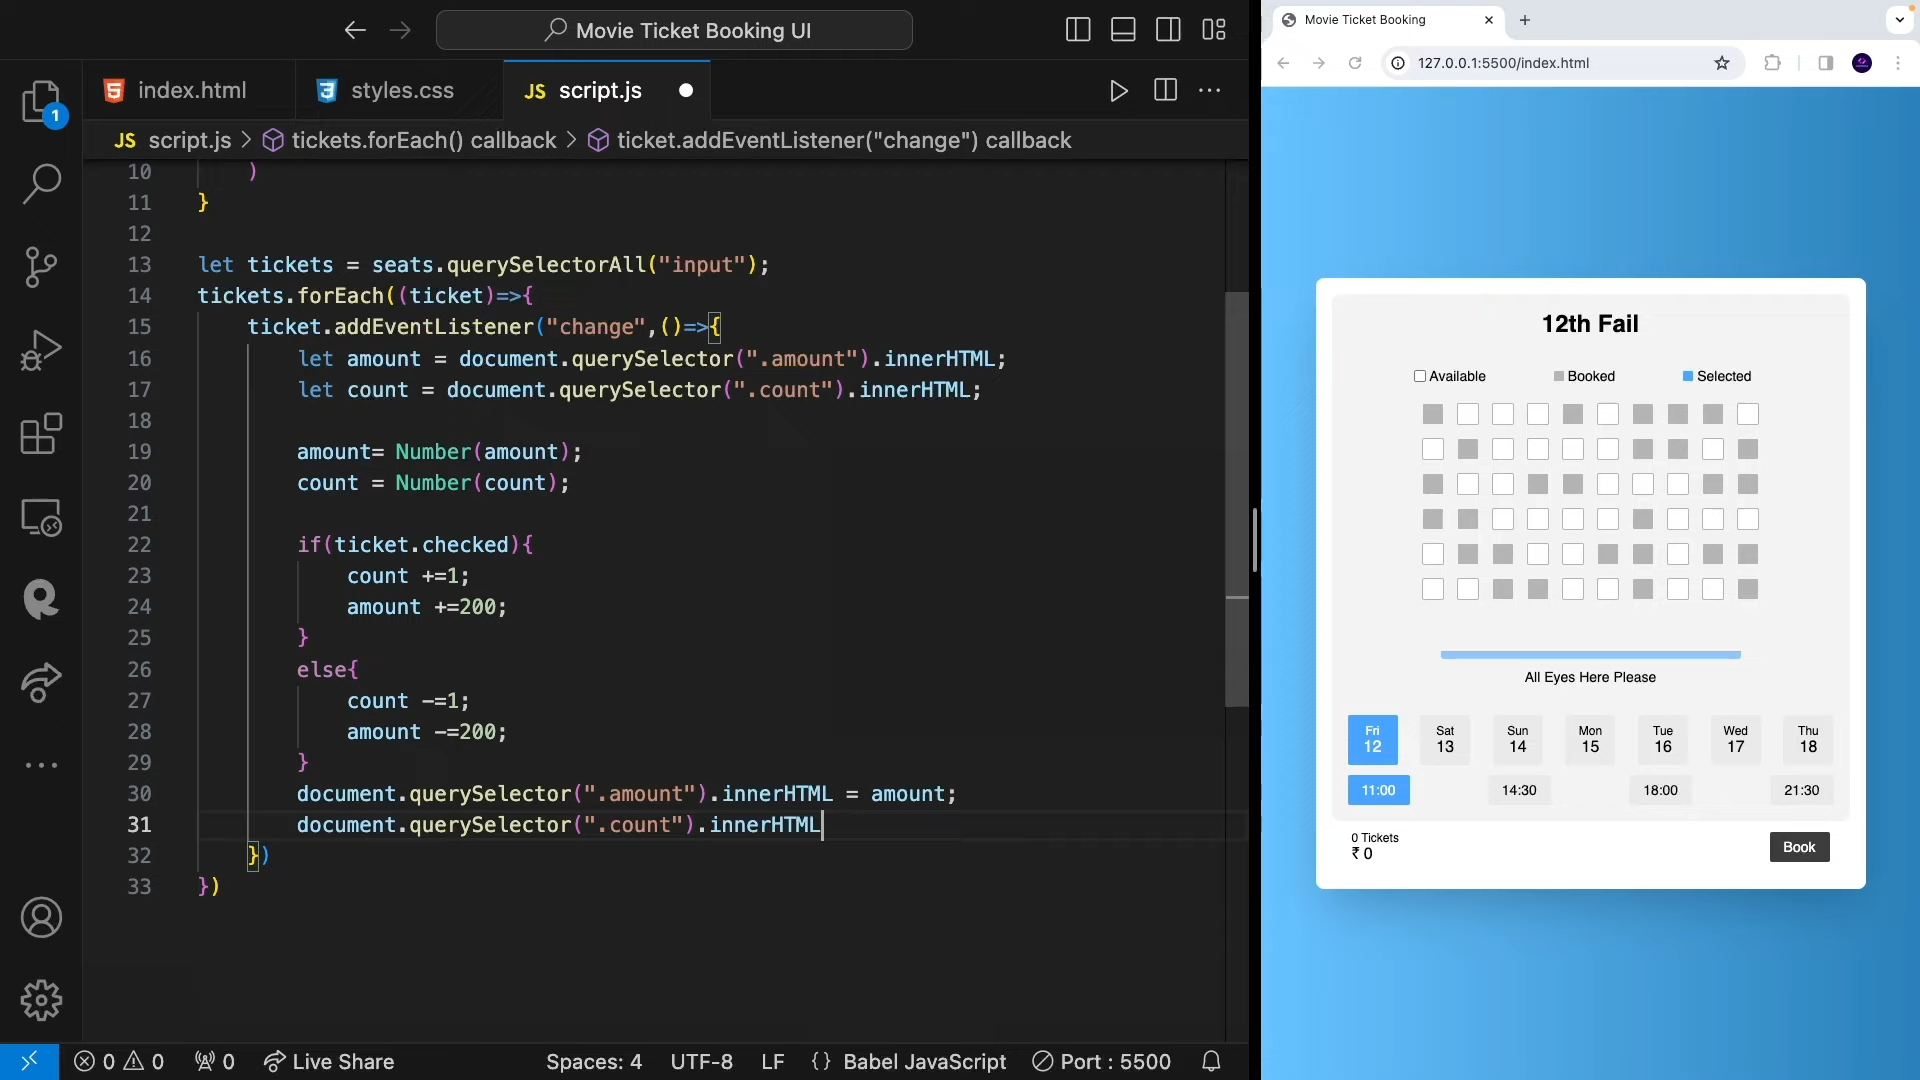 Movie Ticket Booking UI
index.html
styles.css
JS script.js
JS script.js > tickets.forEach() callback > ticket.addEventListener("change") callback
1
10 )
11 }
12
13 let tickets = seats.querySelectorAll("input");
14 tickets.forEach((ticket)=>{
15 ticket.addEventListener("change",()=>{
16 let amount = document.querySelector(".amount").innerHTML;
17 let count = document.querySelector(".count").innerHTML;
18
19 amount= Number(amount);
20 count = Number(count);
21
22 if(ticket.checked){
23 count +=1;
24 amount +=200;
25 }
26 else{
27 count -=1;
28 amount -=200;
29 }
30 document.querySelector(".amount").innerHTML = amount;
31 document.querySelector(".count").innerHTML
32 })
33 })
0 0 0 Live Share Spaces: 4 UTF-8 LF {} Babel JavaScript Port : 5500
Movie Ticket Booking
127.0.0.1:5500/index.html
12th Fail
Available Booked Selected
All Eyes Here Please
Fri Sat Sun Mon Tue Wed Thu
12 13 14 15 16 17 18
11:00 14:30 18:00 21:30
0 Tickets
₹ 0
Book